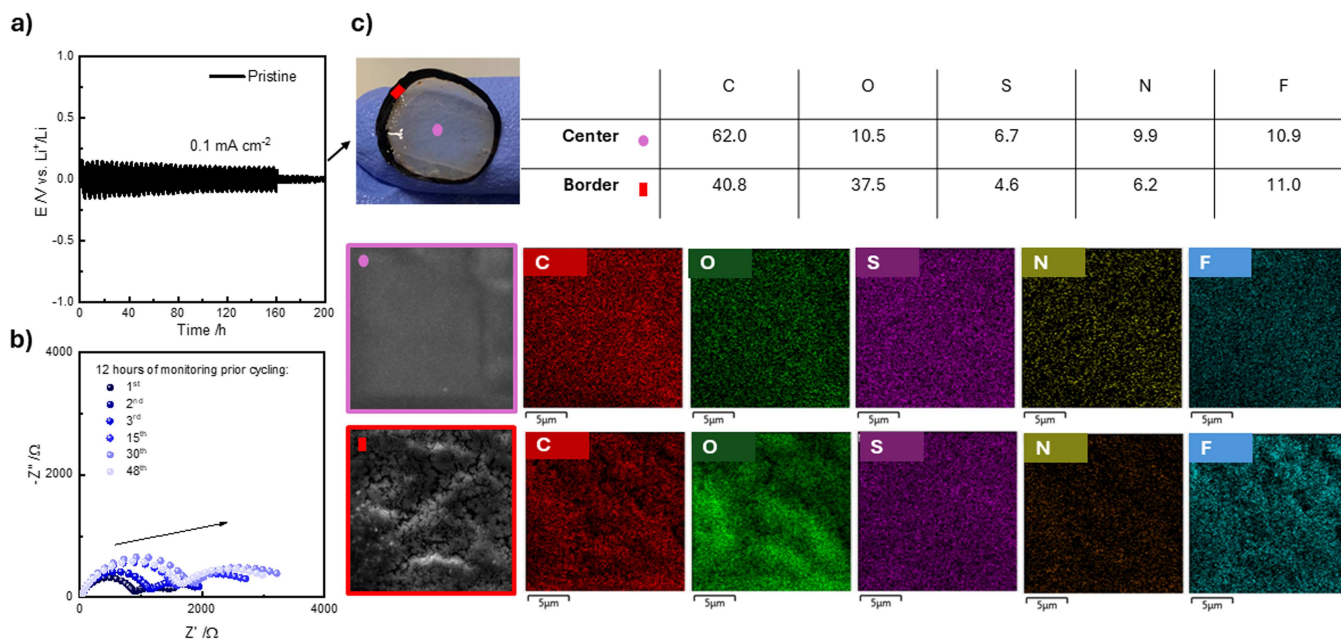 a)
1.0
0.5
0.0
-0.5
-1.0
E /V vs. Li⁺/Li
Pristine
0.1 mA cm⁻²
0 40 80 120 160 200
Time /h
b)
4000
2000
0
-Z'' /Ω
12 hours of monitoring prior cycling:
1st
2nd
3rd
15th
30th
48th
0 2000 4000
Z' /Ω
c)
C O S N F
Center 62.0 10.5 6.7 9.9 10.9
Border 40.8 37.5 4.6 6.2 11.0
C O S N F
5μm 5μm 5μm 5μm 5μm
C O S N F
5μm 5μm 5μm 5μm 5μm